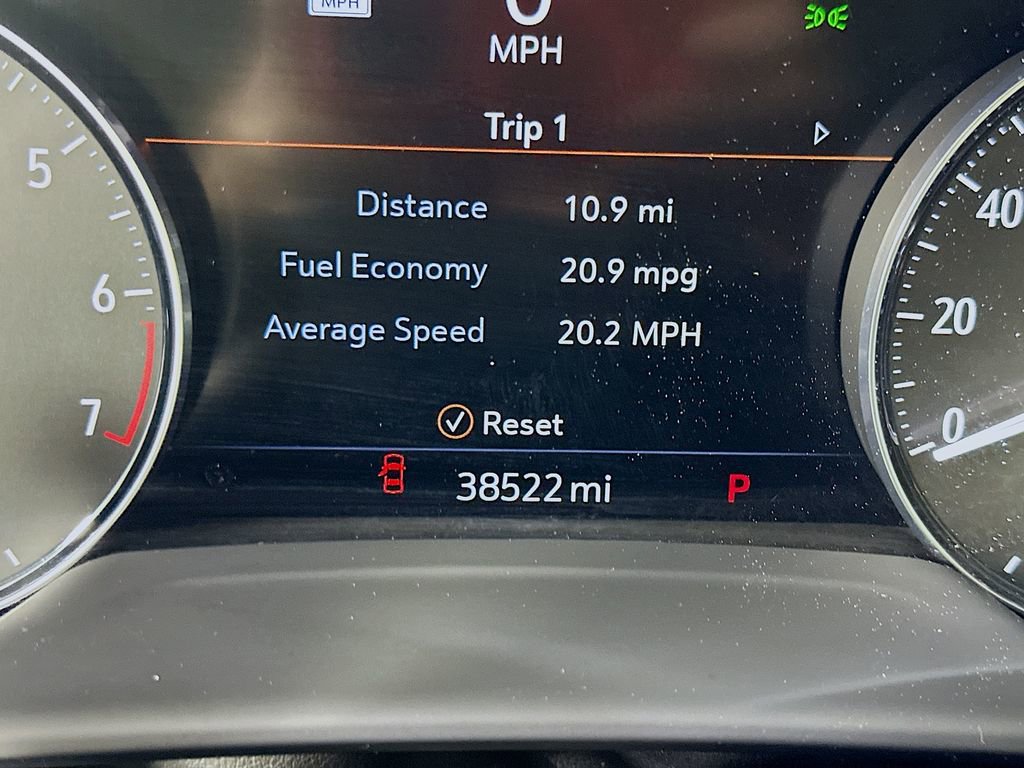 MPH
0
MPH
Trip 1
Distance 10.9 mi
Fuel Economy 20.9 mpg
Average Speed 20.2 MPH
Reset
38522 mi P
5
6
7
40
20
0